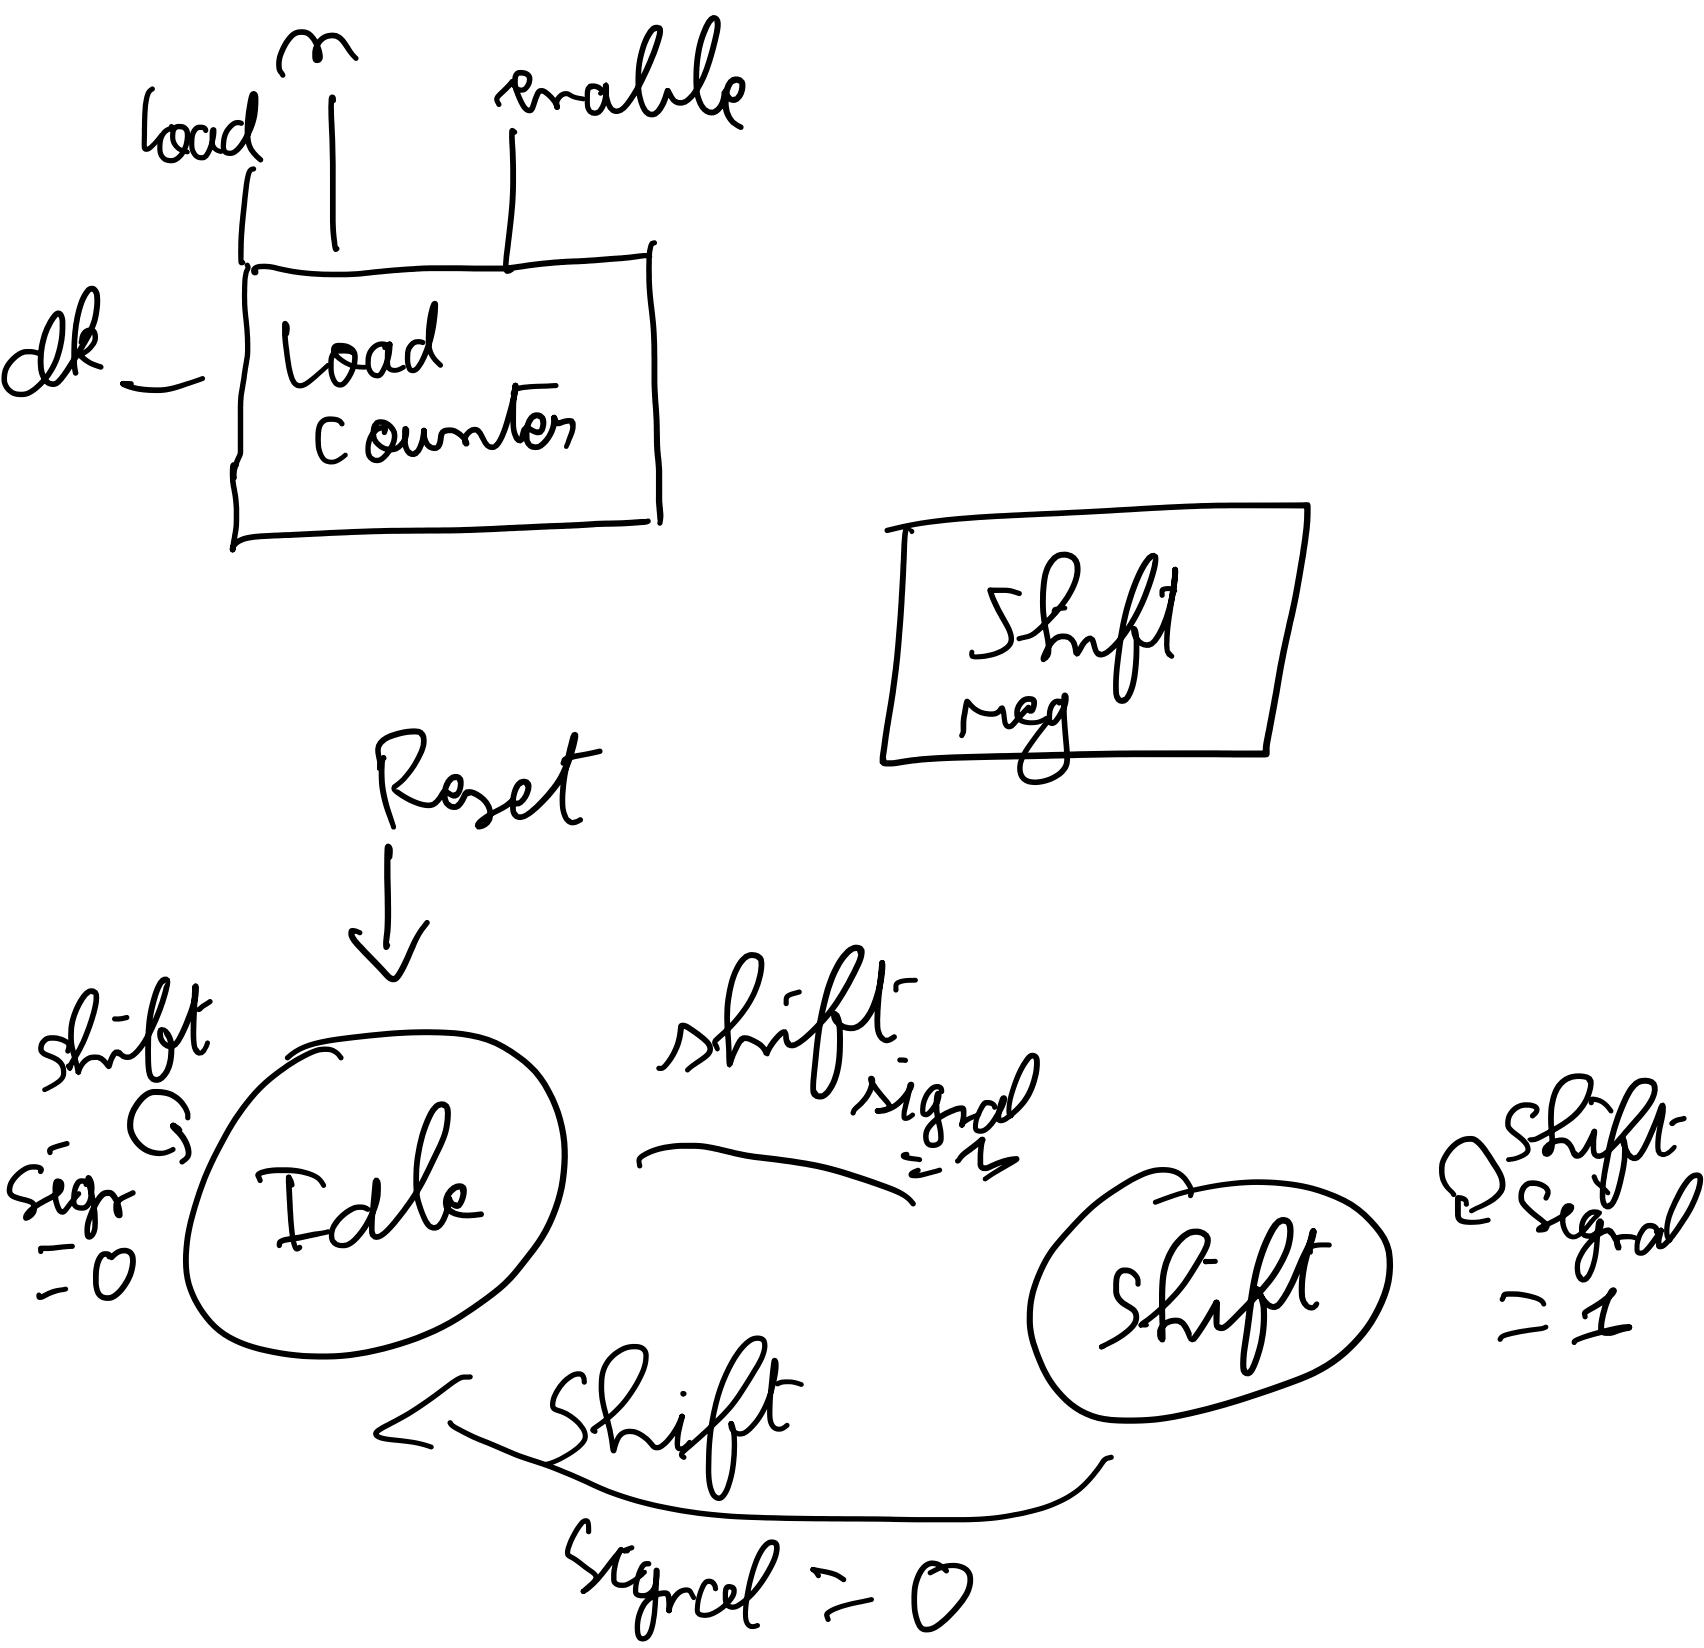 load
n
enable
clk
Load
counter
Shift
reg
Reset
shift
sign
= 0
Idle
shift
signal
= 1
Shift
Shift
signal
= 1
Shift
signal = 0